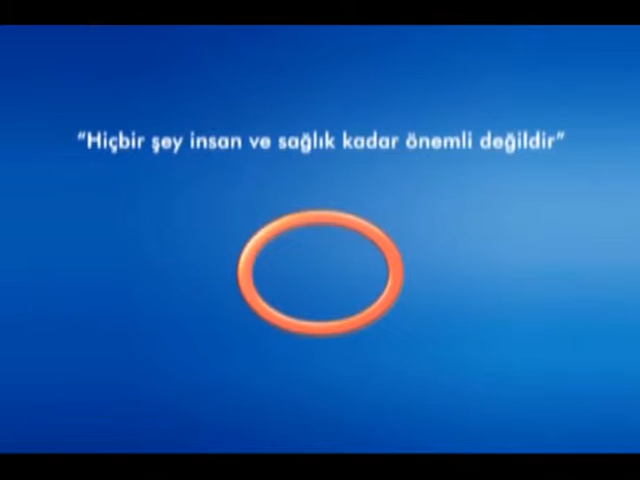 “Hiçbir şey insan ve sağlık kadar önemli değildir”